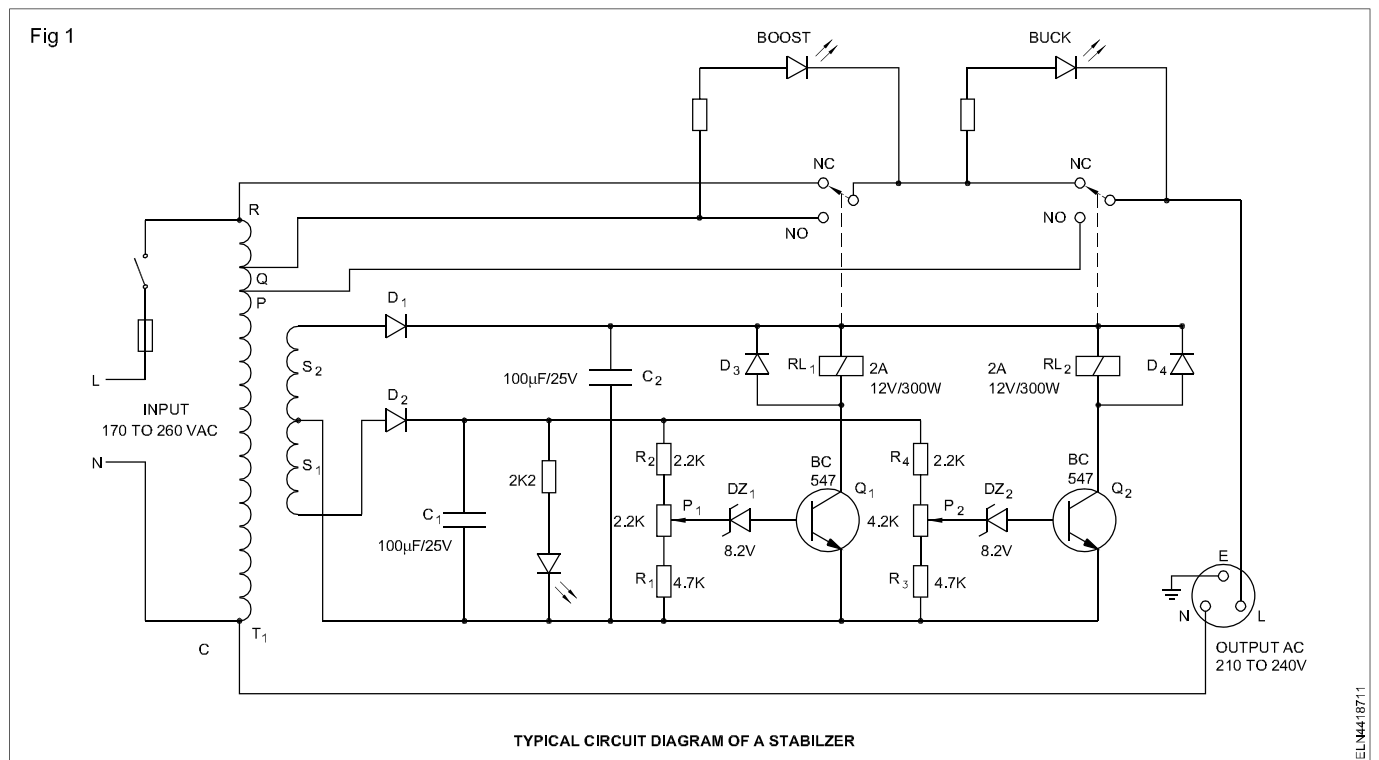 Fig 1
BOOST
BUCK
NC
NC
R
NO
NO
Q
P
D1
S2
D3
RL1
2A
12V/300W
2A
12V/300W
RL2
D4
100µF/25V
C2
L
INPUT
170 TO 260 VAC
D2
N
S1
2K2
R2
2.2K
BC
547
Q1
R4
2.2K
BC
547
Q2
C1
100µF/25V
2.2K
P1
DZ1
8.2V
4.2K
P2
DZ2
8.2V
R1
4.7K
R3
4.7K
E
N
L
T1
C
OUTPUT AC
210 TO 240V
TYPICAL CIRCUIT DIAGRAM OF A STABILZER
ELN4418711